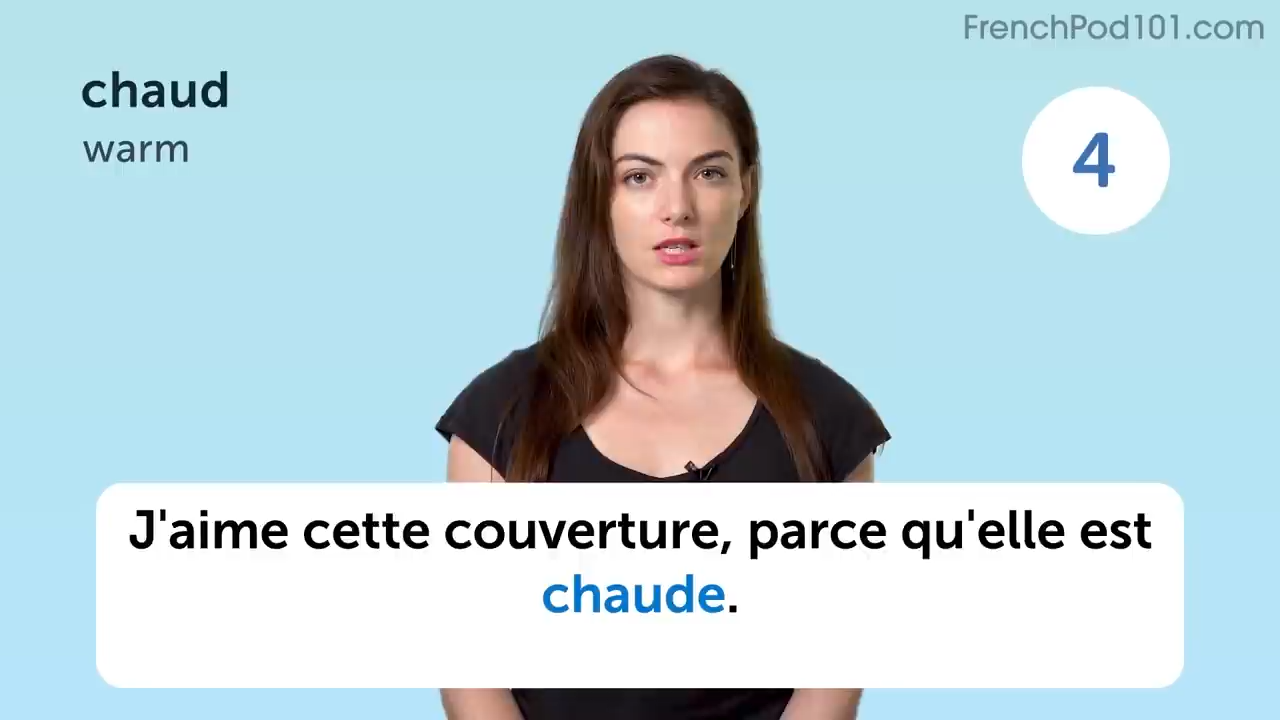 FrenchPod101.com
chaud
warm
4
J'aime cette couverture, parce qu'elle est
chaude.